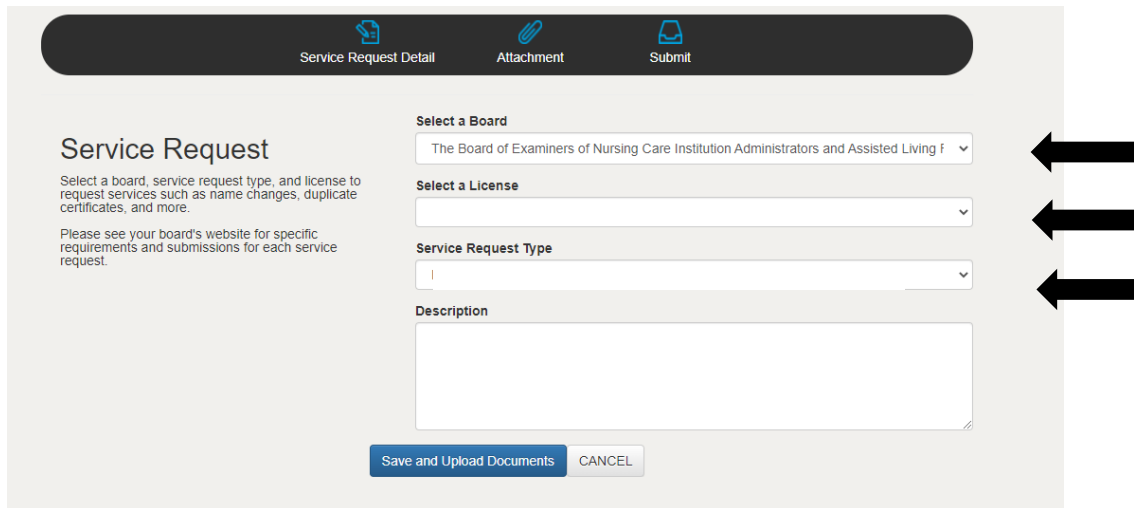 Service Request Detail
Attachment
Submit
Service Request
Select a board, service request type, and license to
request services such as name changes, duplicate
certificates, and more.
Please see your board's website for specific
requirements and submissions for each service
request.
Select a Board
The Board of Examiners of Nursing Care Institution Administrators and Assisted Living
Select a License
Service Request Type
Description
Save and Upload Documents
CANCEL